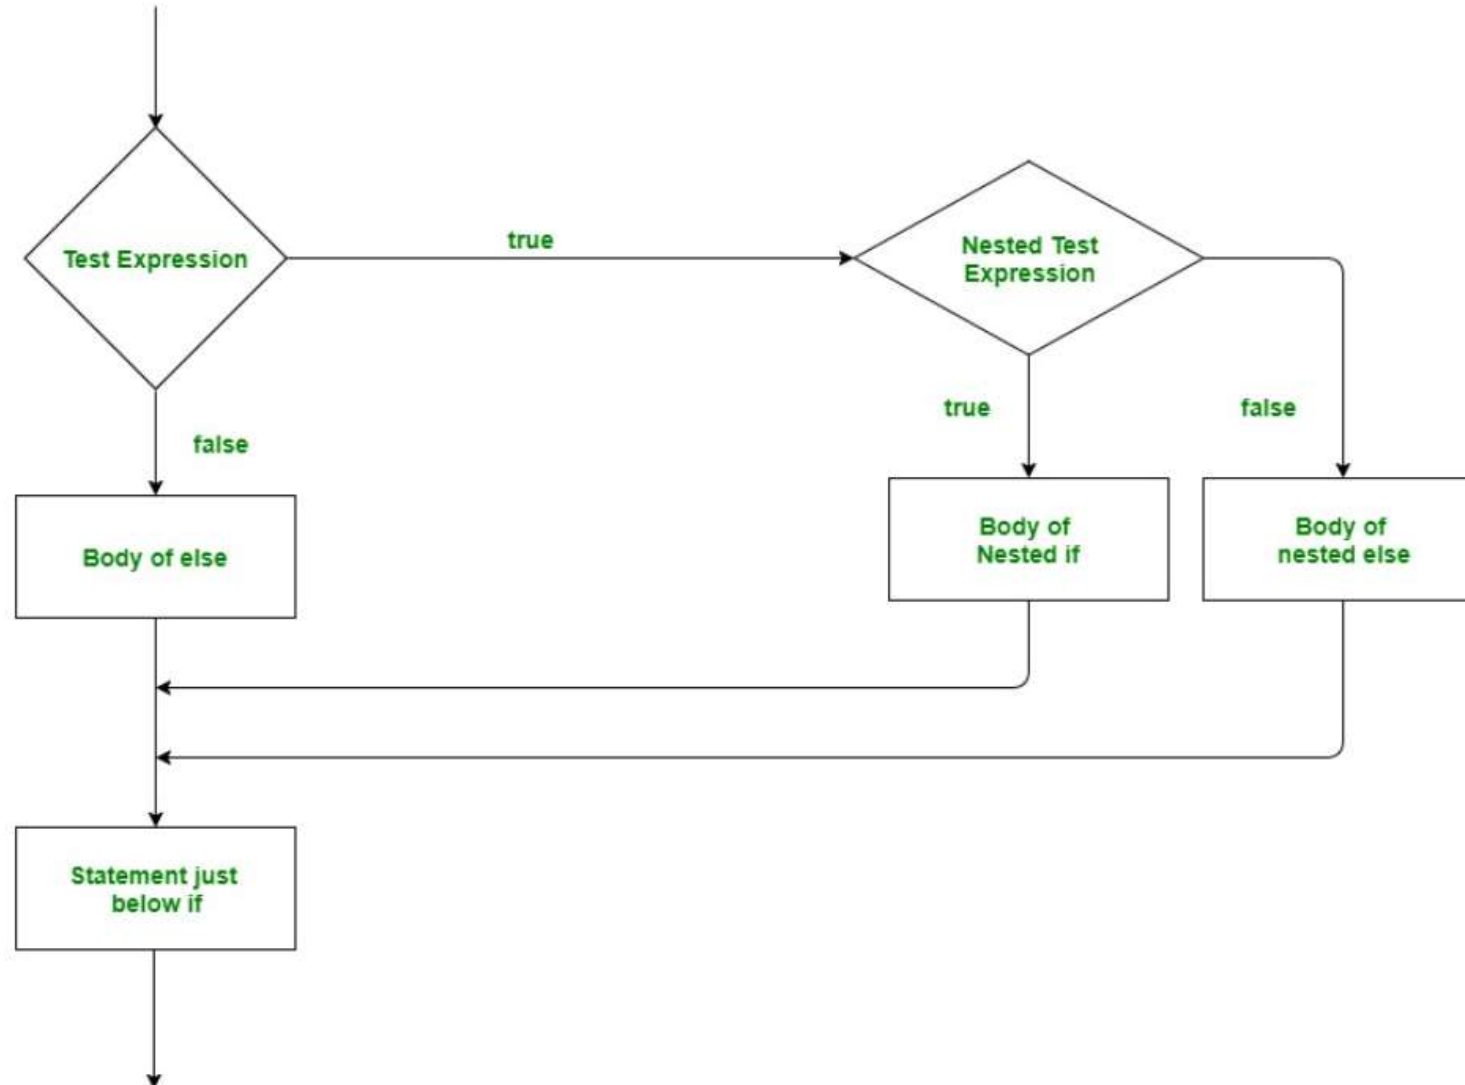 Test Expression
true
Nested Test
Expression
true
false
false
Body of else
Body of
Nested if
Body of
nested else
Statement just
below if